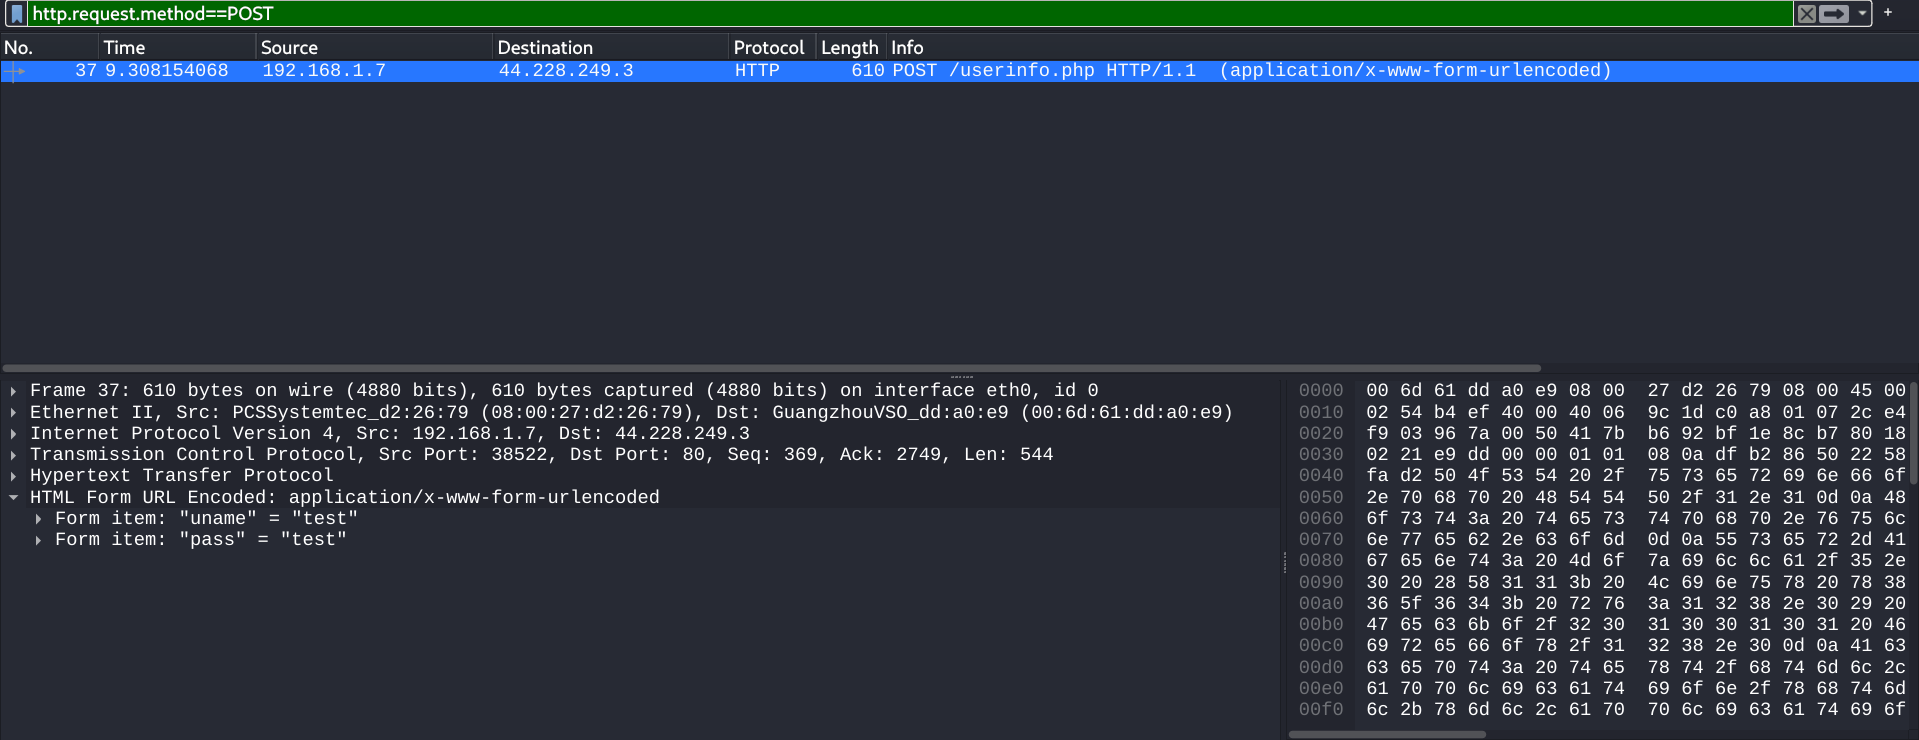 http.request.method==POST
No. Time Source Destination Protocol Length Info
37 9.308154068 192.168.1.7 44.228.249.3 HTTP 610 POST /userinfo.php HTTP/1.1 (application/x-www-form-urlencoded)
Frame 37: 610 bytes on wire (4880 bits), 610 bytes captured (4880 bits) on interface eth0, id 0
Ethernet II, Src: PCSSystemtec_d2:26:79 (08:00:27:d2:26:79), Dst: GuangzhouVSO_dd:a0:e9 (00:6d:61:dd:a0:e9)
Internet Protocol Version 4, Src: 192.168.1.7, Dst: 44.228.249.3
Transmission Control Protocol, Src Port: 38522, Dst Port: 80, Seq: 369, Ack: 2749, Len: 544
Hypertext Transfer Protocol
HTML Form URL Encoded: application/x-www-form-urlencoded
Form item: "uname" = "test"
Form item: "pass" = "test"
0000 00 6d 61 dd a0 e9 08 00 27 d2 26 79 08 00 45 00
0010 02 54 b4 ef 40 00 40 06 9c 1d c0 a8 01 07 2c e4
0020 f9 03 96 7a 00 50 41 7b b6 92 bf 1e 8c b7 80 18
0030 02 21 e9 dd 00 00 01 01 08 0a df b2 86 50 22 58
0040 fa d2 50 4f 53 54 20 2f 75 73 65 72 69 6e 66 6f
0050 2e 70 68 70 20 48 54 54 50 2f 31 2e 31 0d 0a 48
0060 6f 73 74 3a 20 74 65 73 74 70 68 70 2e 76 75 6c
0070 6e 77 65 62 2e 63 6f 6d 0d 0a 55 73 65 72 2d 41
0080 67 65 6e 74 3a 20 4d 6f 7a 69 6c 6c 61 2f 35 2e
0090 30 20 28 58 31 31 3b 20 4c 69 6e 75 78 20 78 38
00a0 36 5f 36 34 3b 20 72 76 3a 31 32 38 2e 30 29 20
00b0 47 65 63 6b 6f 2f 32 30 31 30 30 31 30 31 20 46
00c0 69 72 65 66 6f 78 2f 31 32 38 2e 30 0d 0a 41 63
00d0 63 65 70 74 3a 20 74 65 78 74 2f 68 74 6d 6c 2c
00e0 61 70 70 6c 69 63 61 74 69 6f 6e 2f 78 68 74 6d
00f0 6c 2b 78 6d 6c 2c 61 70 70 6c 69 63 61 74 69 6f